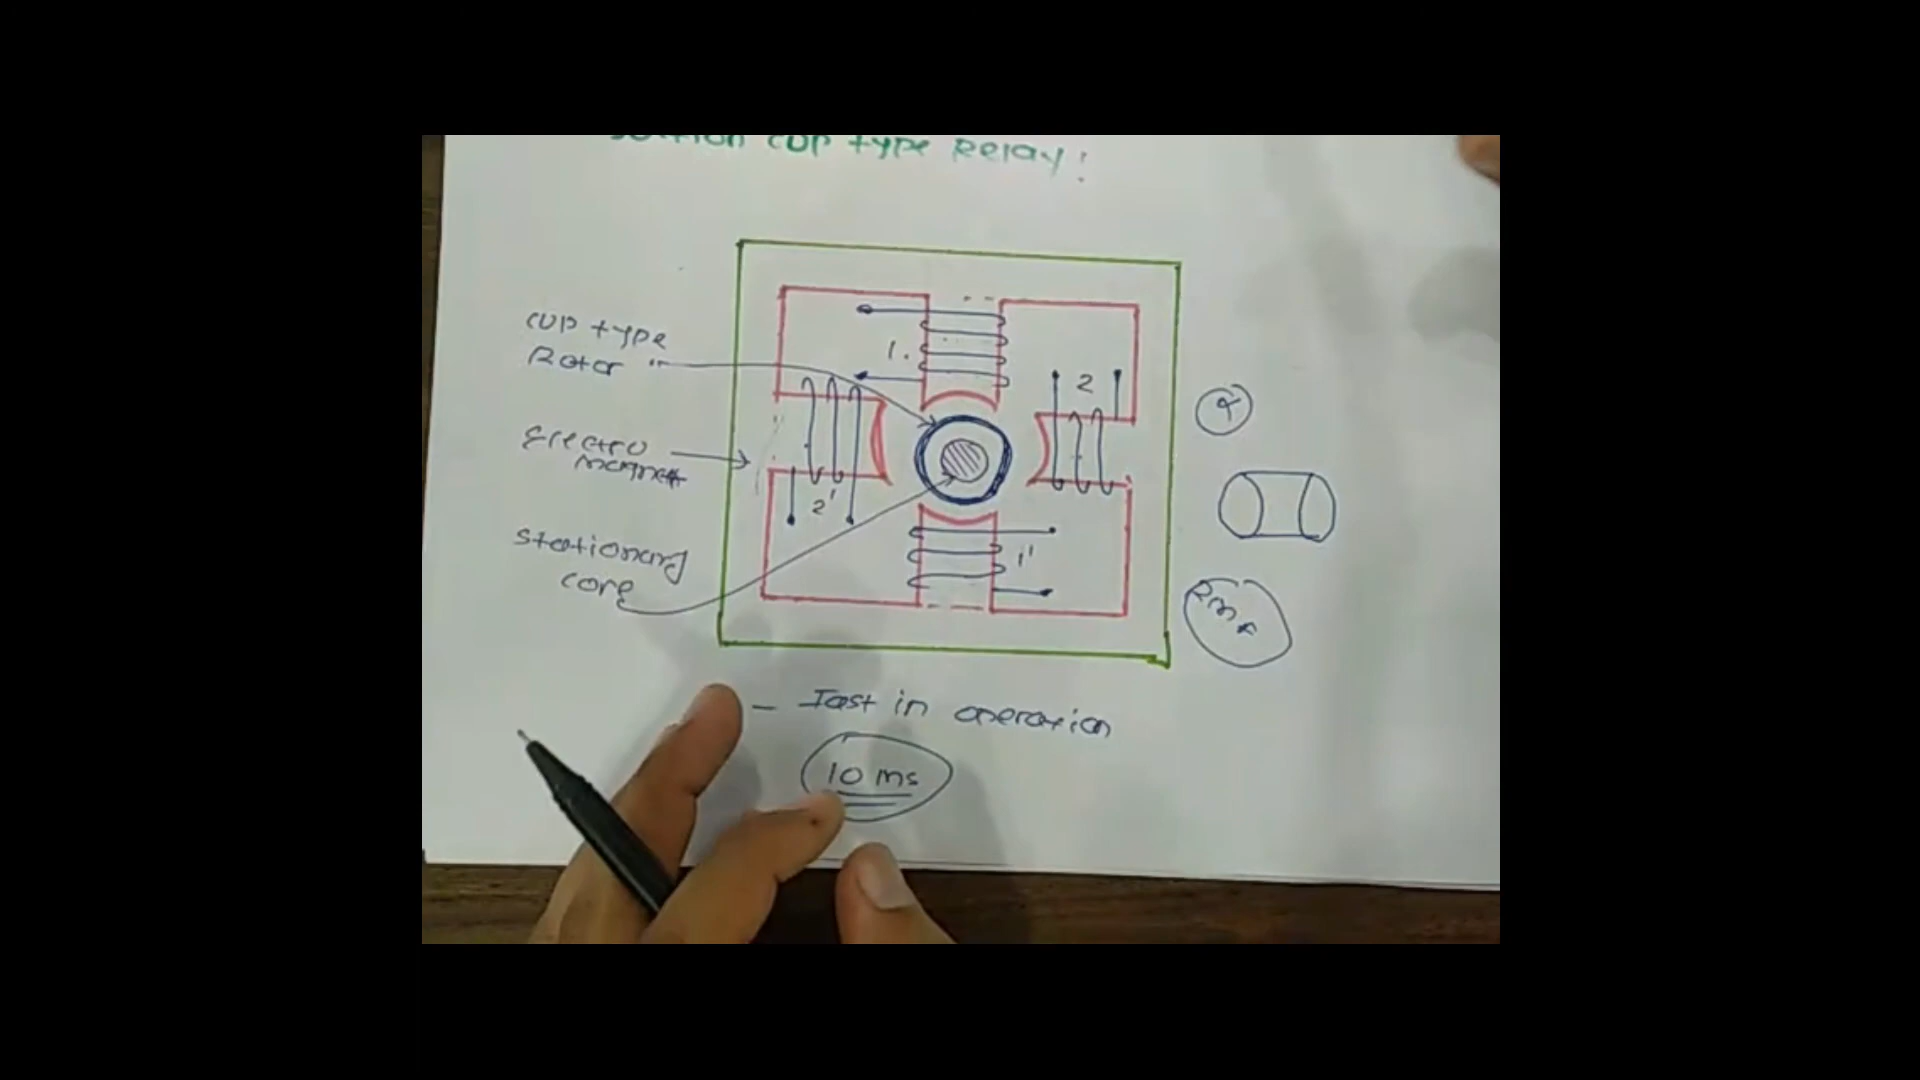 cup type Relay!
cup type
Rotor
Electro
magnet
Stationary
core
1.
2
2'
1'
- Fast in operation
10 ms